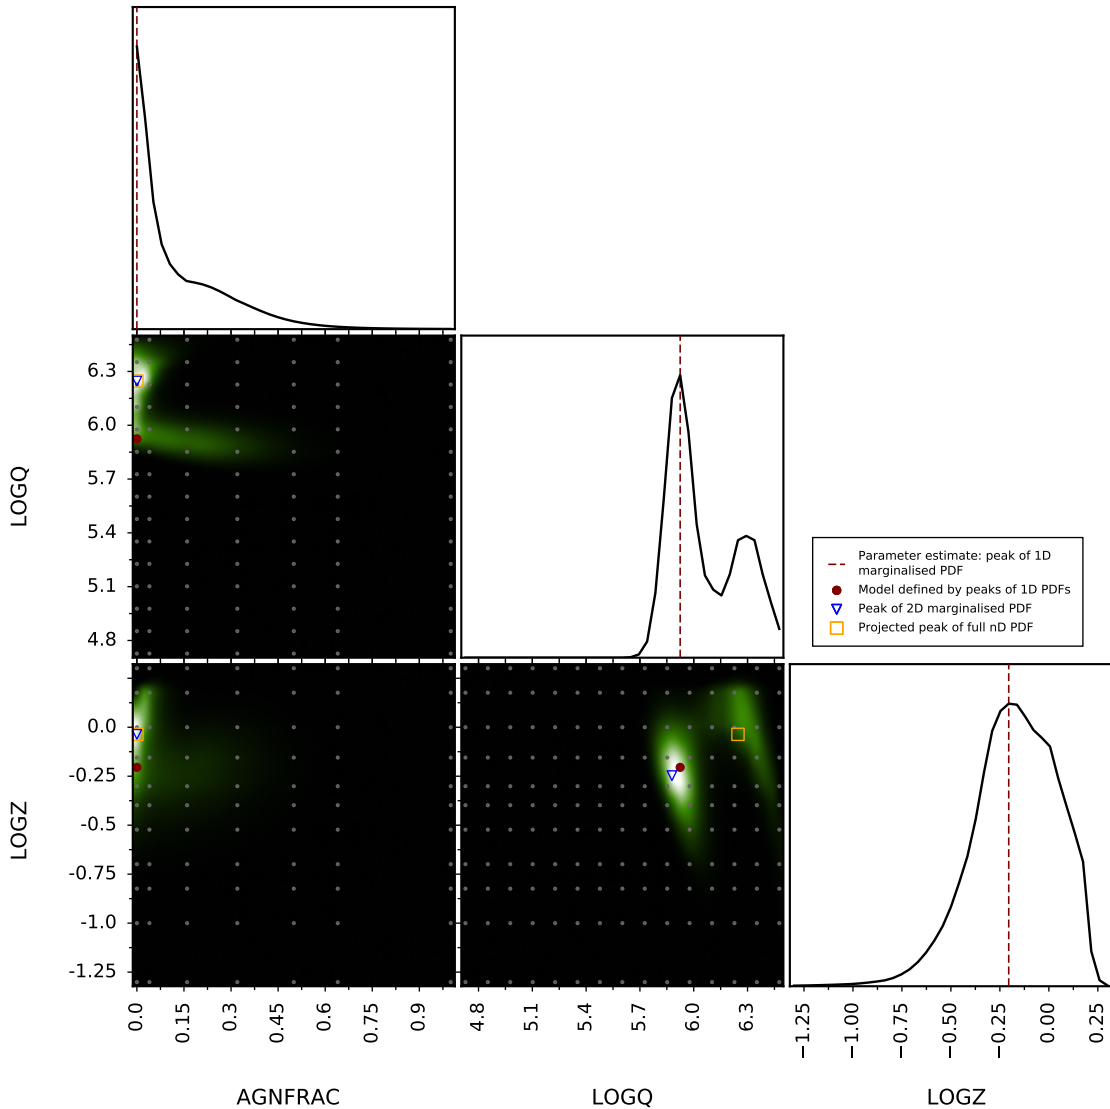 6.3
6.0
5.7
5.4
5.1
4.8
LOGQ
Parameter estimate: peak of 1D
marginalised PDF
Model defined by peaks of 1D PDFs
Peak of 2D marginalised PDF
Projected peak of full nD PDF
0.0
-0.25
-0.5
-0.75
-1.0
-1.25
LOGZ
0.0 0.15 0.3 0.45 0.6 0.75 0.9
4.8 5.1 5.4 5.7 6.0 6.3
−1.25 −1.00 −0.75 −0.50 −0.25 0.00 0.25
AGNFRAC LOGQ LOGZ